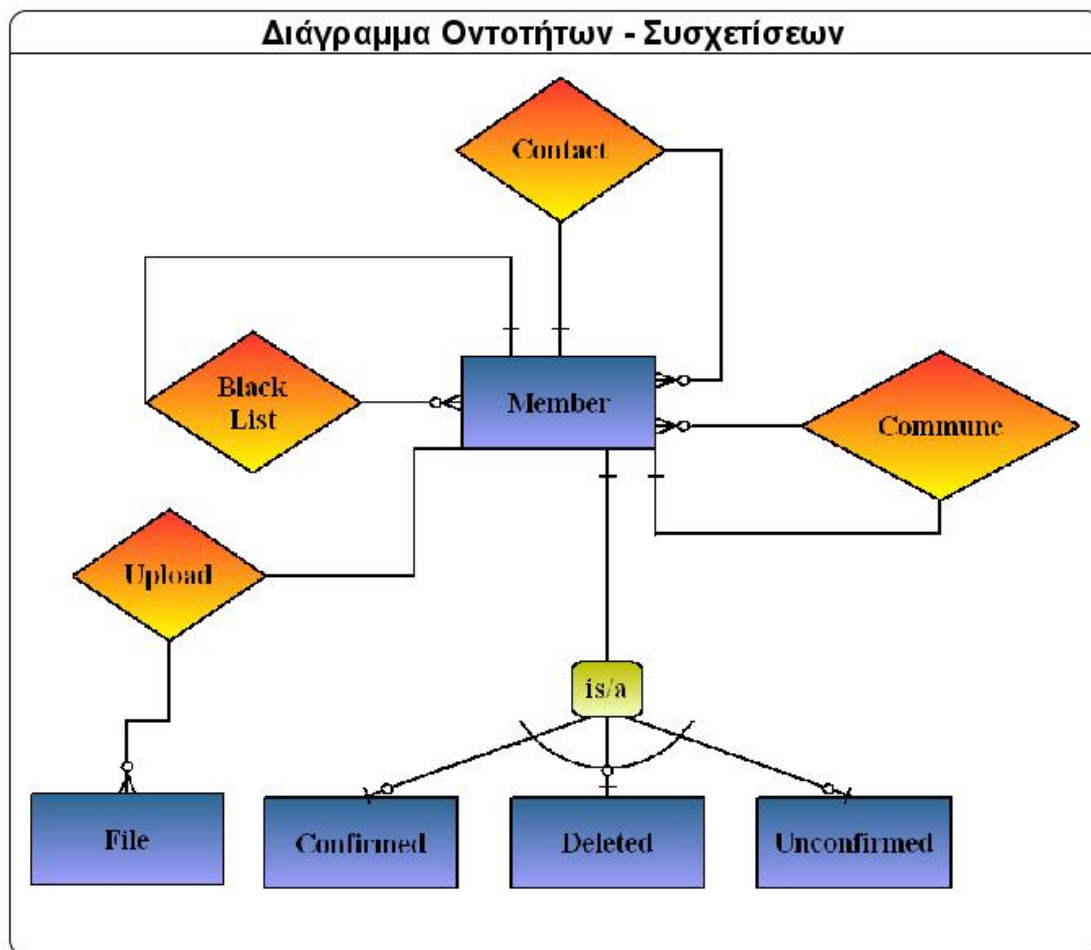 Διάγραμμα Οντοτήτων - Συσχετίσεων
Contact
Black
List
Member
Commune
Upload
is/a
File
Confirmed
Deleted
Unconfirmed